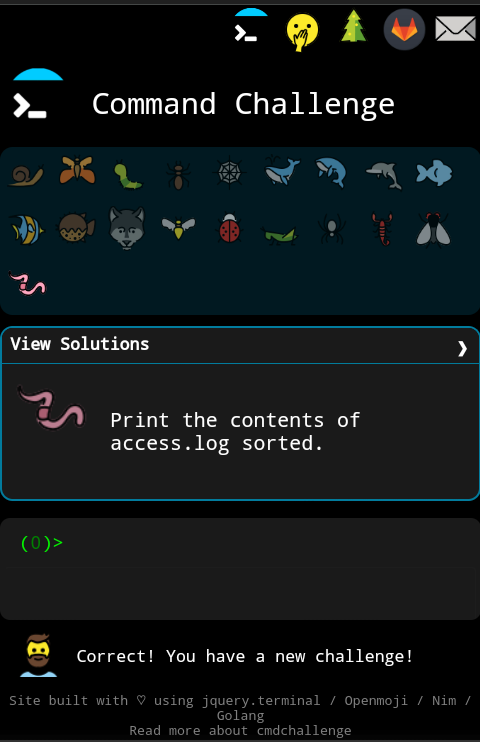 Command Challenge
View Solutions ❯
Print the contents of
access.log sorted.
(0)>
Correct! You have a new challenge!
Site built with ♡ using jquery.terminal / Openmoji / Nim /
Golang
Read more about cmdchallenge